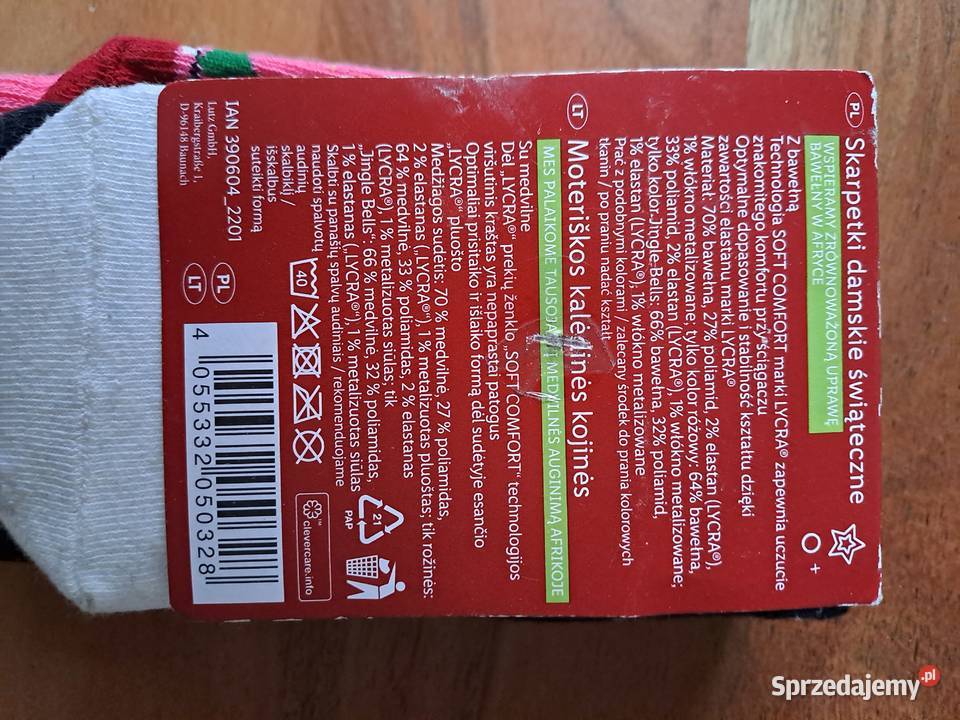 PL
Skarpetki damskie świąteczne
WSPIERAMY ZRÓWNOWAŻONĄ UPRAWĘ
BAWEŁNY W AFRYCE
Z bawełną
Technologia SOFT COMFORT marki LYCRA® zapewnia uczucie
znakomitego komfortu przy ściągaczu
Optymalne dopasowanie i stabilność kształtu dzięki
zawartości elastanu marki LYCRA®
Materiał: 70% bawełna, 27% poliamid, 2% elastan (LYCRA®),
1% włókno metalizowane; tylko kolor różowy: 64% bawełna,
33% poliamid, 2% elastan (LYCRA®), 1% włókno metalizowane;
tylko kolor Jingle Bells: 66% bawełna, 32% poliamid,
1% elastan (LYCRA®), 1% włókno metalizowane
Prać z podobnymi kolorami / zalecany środek do prania kolorowych
tkanin / po praniu nadać kształt
LT
Moteriškos kalėdinės kojinės
MES PALAIKOME TAUSOJANTĮ MEDVILNĖS AUGINIMĄ AFRIKOJE
Su medvilne
Dėl „LYCRA®“ prekių ženklo „SOFT COMFORT“ technologijos
viršutinis kraštas yra nepaprastai patogus
Optimaliai prisitaiko ir išlaiko formą dėl sudėtyje esančio
„LYCRA®“ pluošto
Medžiagos sudėtis: 70 % medvilnė, 27 % poliamidas,
2 % elastanas („LYCRA®“), 1 % metalizuotas pluoštas; tik rožinės:
64 % medvilnė, 33 % poliamidas, 2 % elastanas
(LYCRA®), 1 % metalizuotas siūlas; tik
„Jingle Bells“: 66 % medvilnė, 32 % poliamidas,
1 % elastanas („LYCRA®“), 1 % metalizuotas siūlas
Skalbti su panašių spalvų audiniais / rekomenduojame
naudoti spalvotų
audinių
skalbiklį /
išskalbus
suteikti formą
40
21
PAP
clevercare.info
IAN 390604_2201
Lutz GmbH,
Kraibergstraße 1,
D-96148 Baunach
PL
LT
4 055332 050328
Sprzedajemy.pl